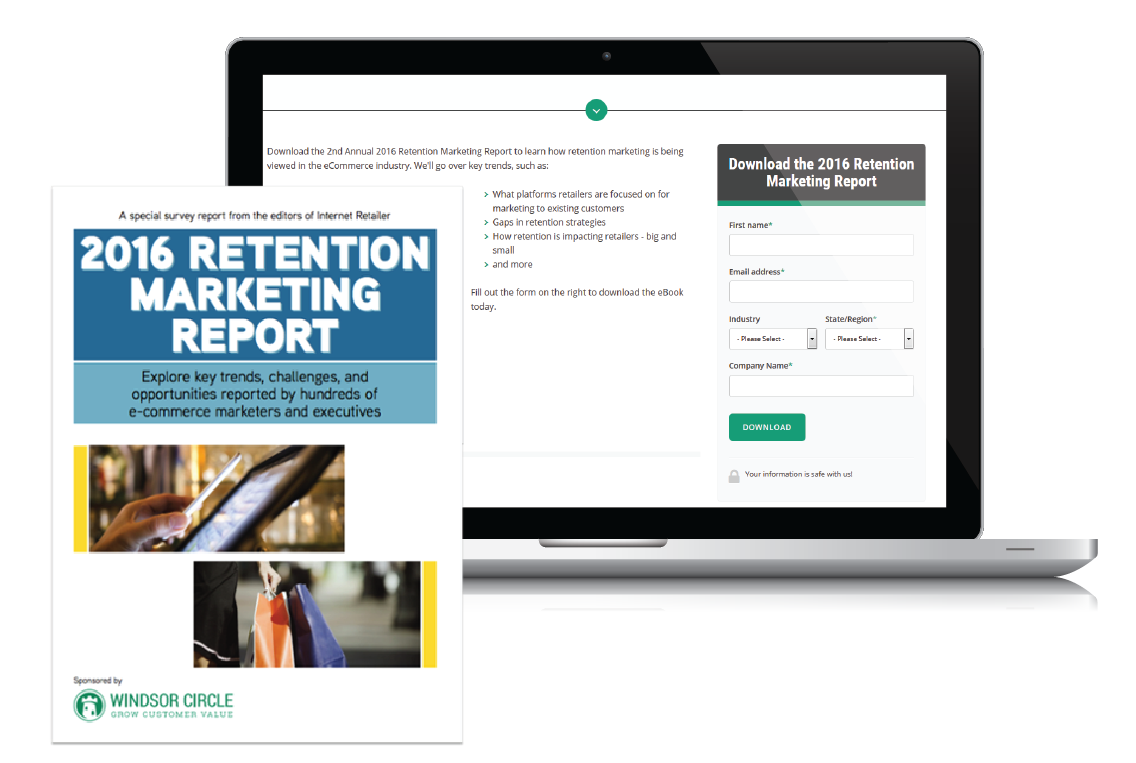 Download the 2nd Annual 2016 Retention Marketing Report to learn how retention marketing is being
viewed in the eCommerce industry. We'll go over key trends, such as:
What platforms retailers are focused on for
marketing to existing customers
Gaps in retention strategies
How retention is impacting retailers - big and
small
and more
Fill out the form on the right to download the eBook
today.
Download the 2016 Retention
Marketing Report
First name*
Email address*
Industry State/Region*
- Please Select - - Please Select -
Company Name*
DOWNLOAD
Your information is safe with us!
A special survey report from the editors of Internet Retailer
2016 RETENTION
MARKETING
REPORT
Explore key trends, challenges, and
opportunities reported by hundreds of
e-commerce marketers and executives
Sponsored by
WINDSOR CIRCLE
GROW CUSTOMER VALUE